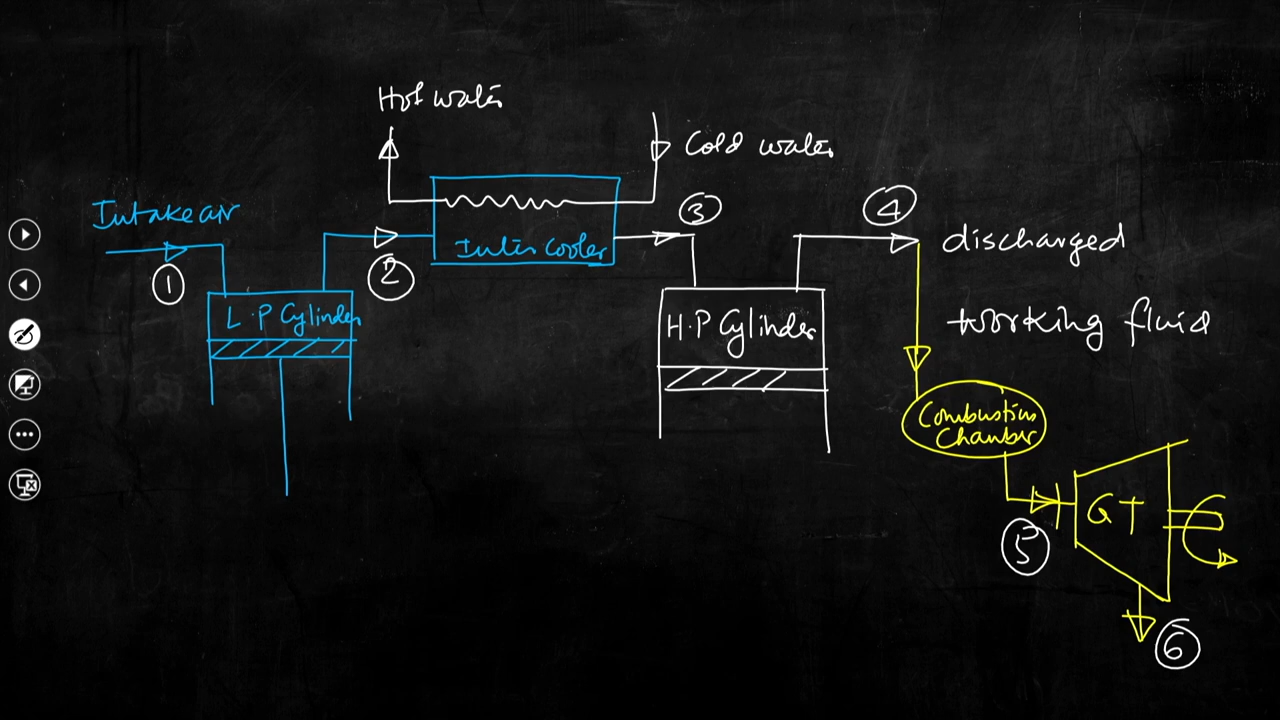 Hot water
Cold water
Intake air
3
4
Inter cooler
discharged
1
2
L.P Cylinder
H.P Cylinder
working fluid
Combustion
Chamber
GT
5
6